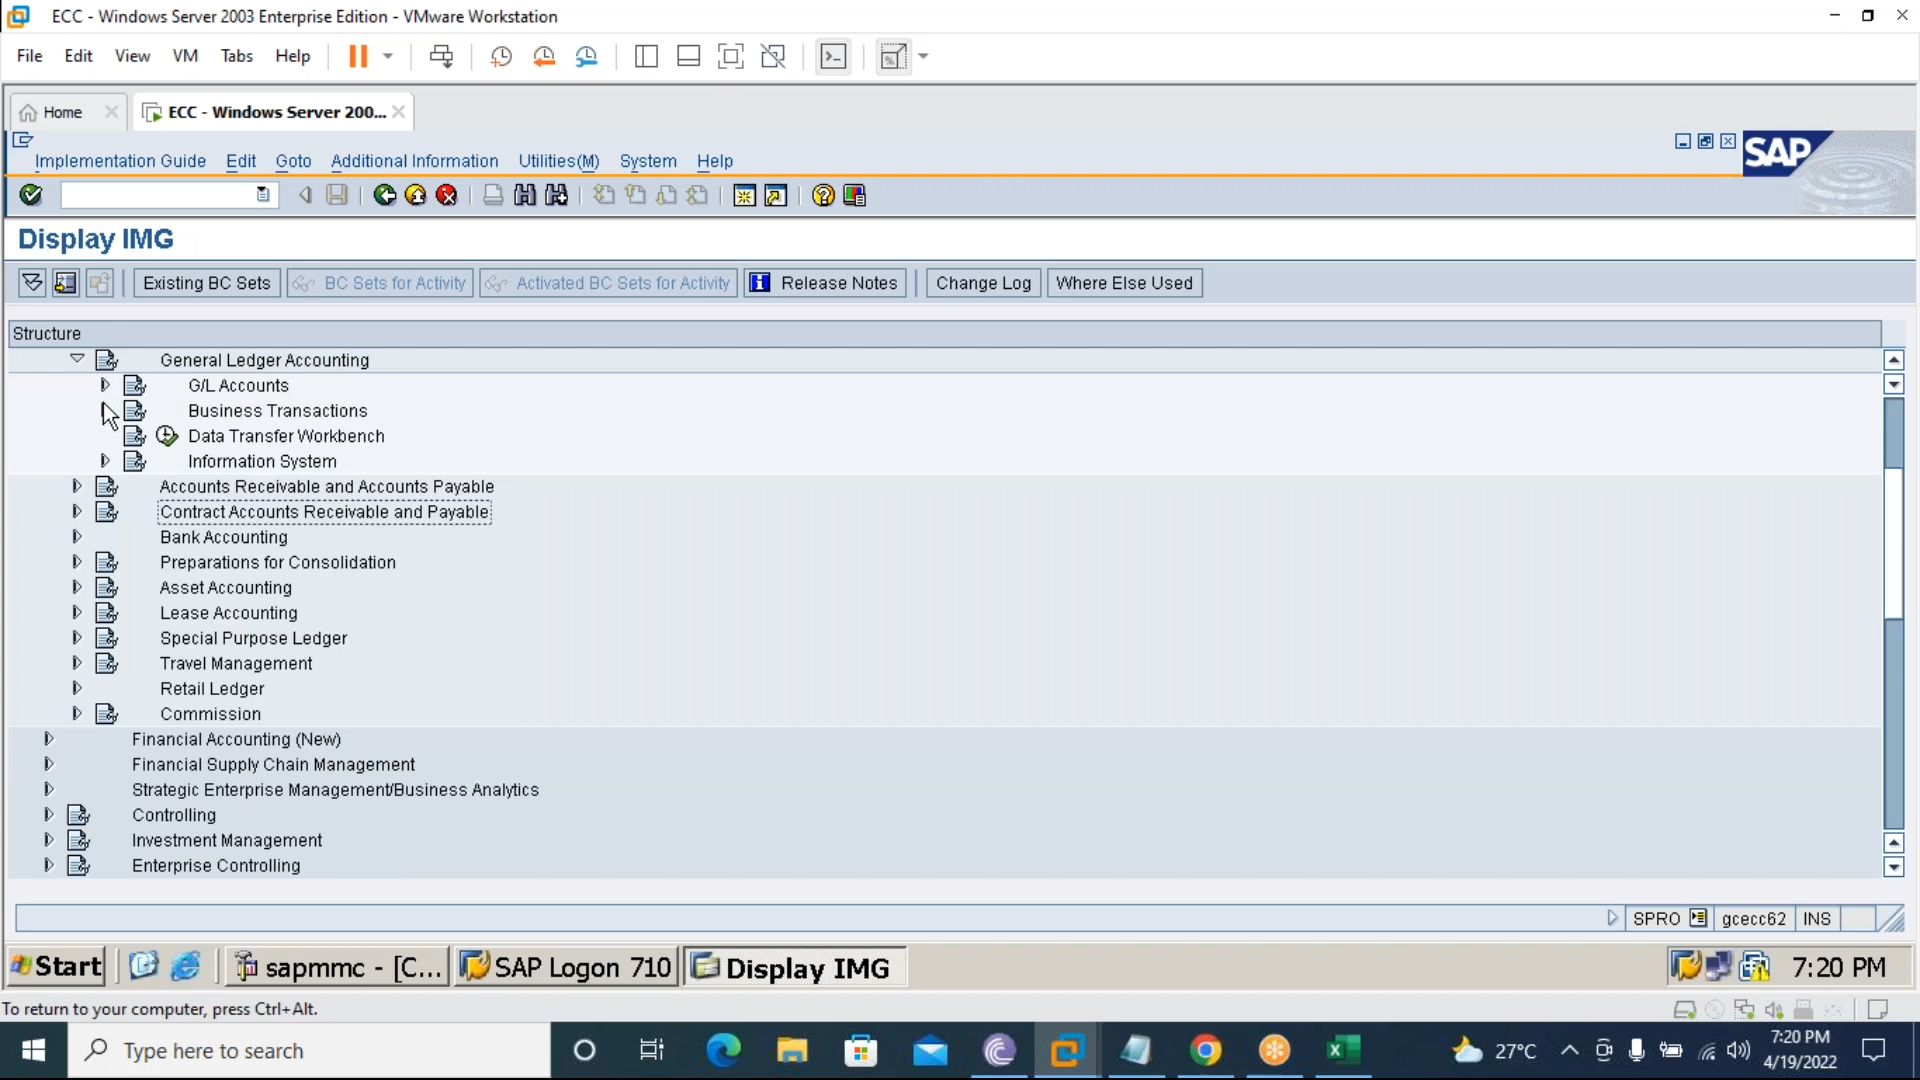 ECC - Windows Server 2003 Enterprise Edition - VMware Workstation
File Edit View VM Tabs Help
Home ECC - Windows Server 200...
Implementation Guide Edit Goto Additional Information Utilities(M) System Help
SAP
Display IMG
Existing BC Sets BC Sets for Activity Activated BC Sets for Activity Release Notes Change Log Where Else Used
Structure
General Ledger Accounting
G/L Accounts
Business Transactions
Data Transfer Workbench
Information System
Accounts Receivable and Accounts Payable
Contract Accounts Receivable and Payable
Bank Accounting
Preparations for Consolidation
Asset Accounting
Lease Accounting
Special Purpose Ledger
Travel Management
Retail Ledger
Commission
Financial Accounting (New)
Financial Supply Chain Management
Strategic Enterprise Management/Business Analytics
Controlling
Investment Management
Enterprise Controlling
SPRO gcecc62 INS
Start sapmmc - [C... SAP Logon 710 Display IMG 7:20 PM
To return to your computer, press Ctrl+Alt.
Type here to search 27°C 7:20 PM
4/19/2022